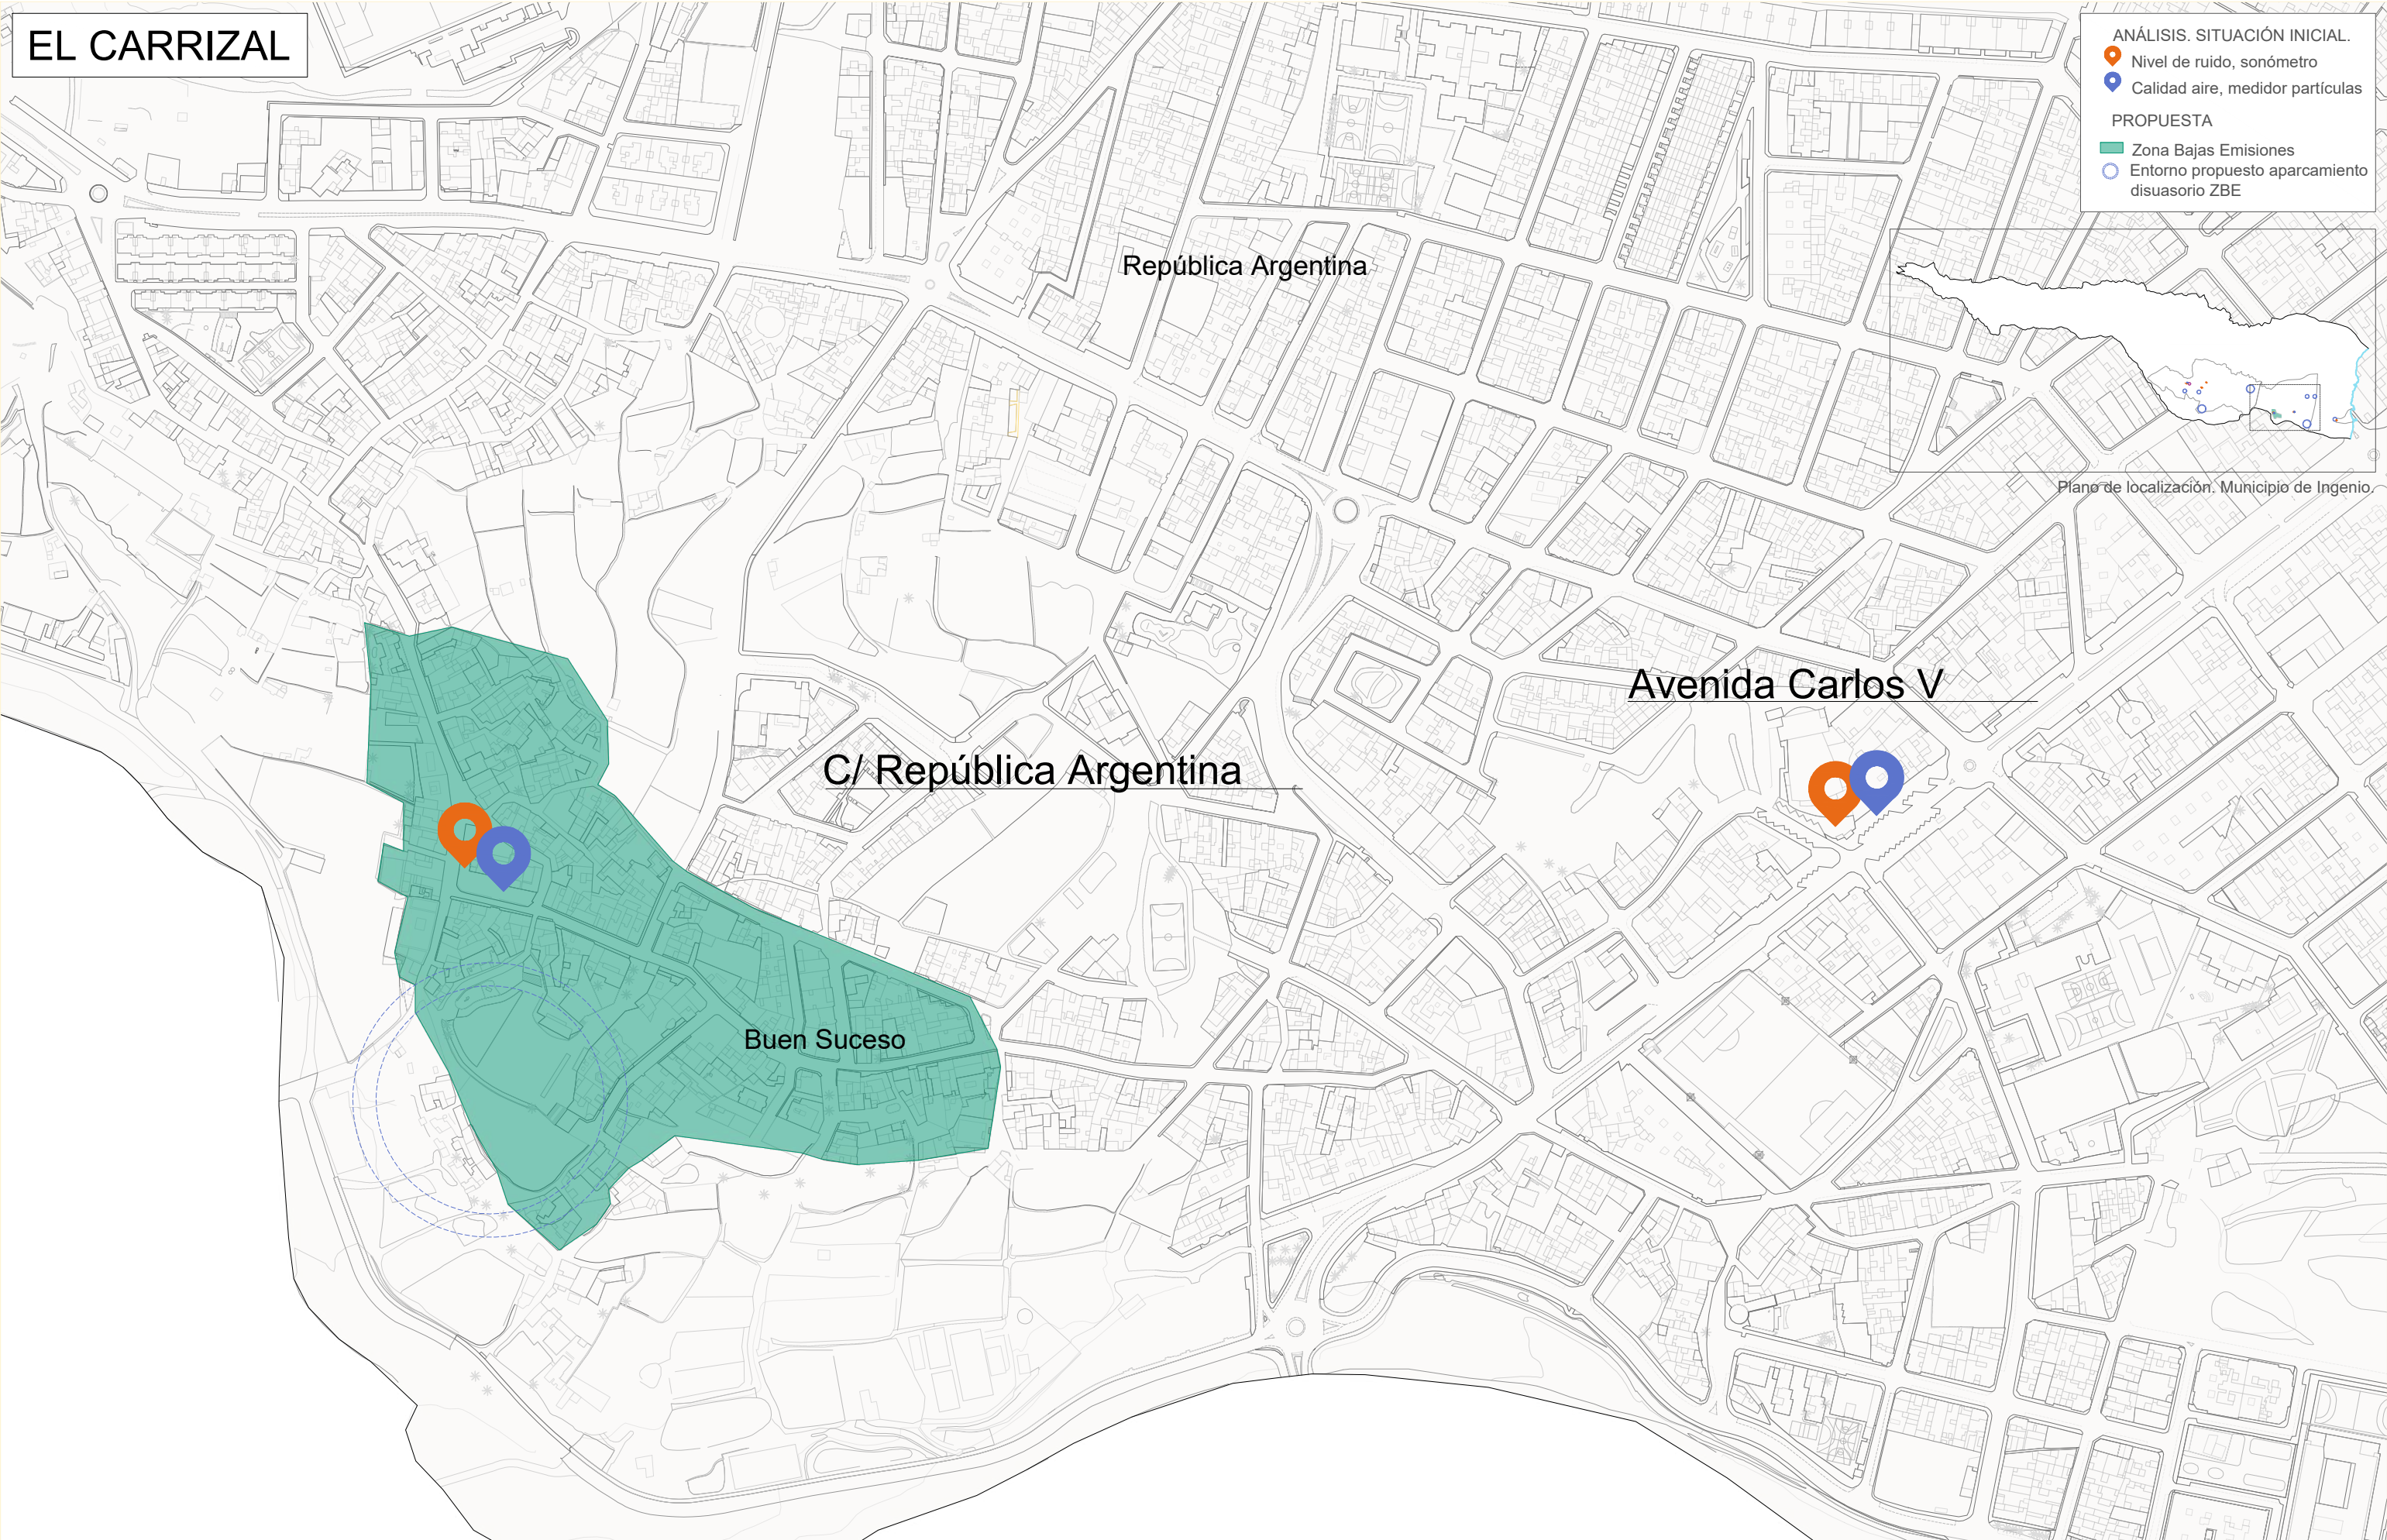 EL CARRIZAL
ANÁLISIS. SITUACIÓN INICIAL.
Nivel de ruido, sonómetro
Calidad aire, medidor partículas
PROPUESTA
Zona Bajas Emisiones
Entorno propuesto aparcamiento
disuasorio ZBE
República Argentina
Plano de localización. Municipio de Ingenio.
Avenida Carlos V
C/ República Argentina
Buen Suceso